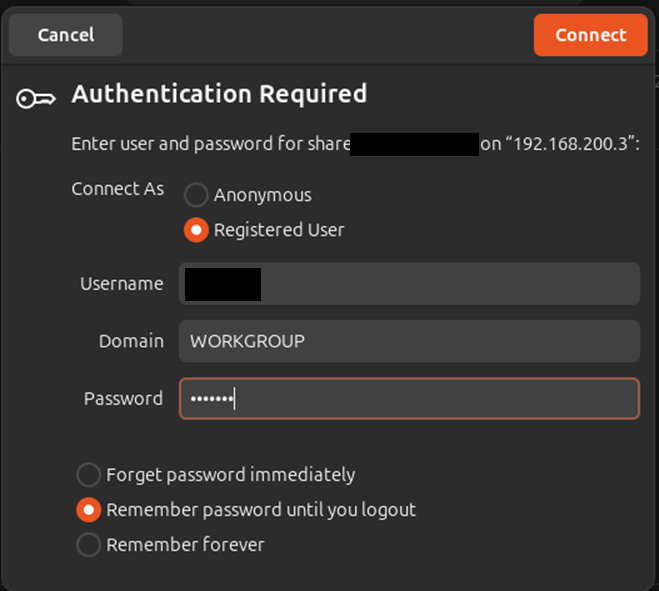 Cancel Connect
Authentication Required
Enter user and password for share on “192.168.200.3”:
Connect As Anonymous
Registered User
Username
Domain WORKGROUP
Password •••••••
Forget password immediately
Remember password until you logout
Remember forever